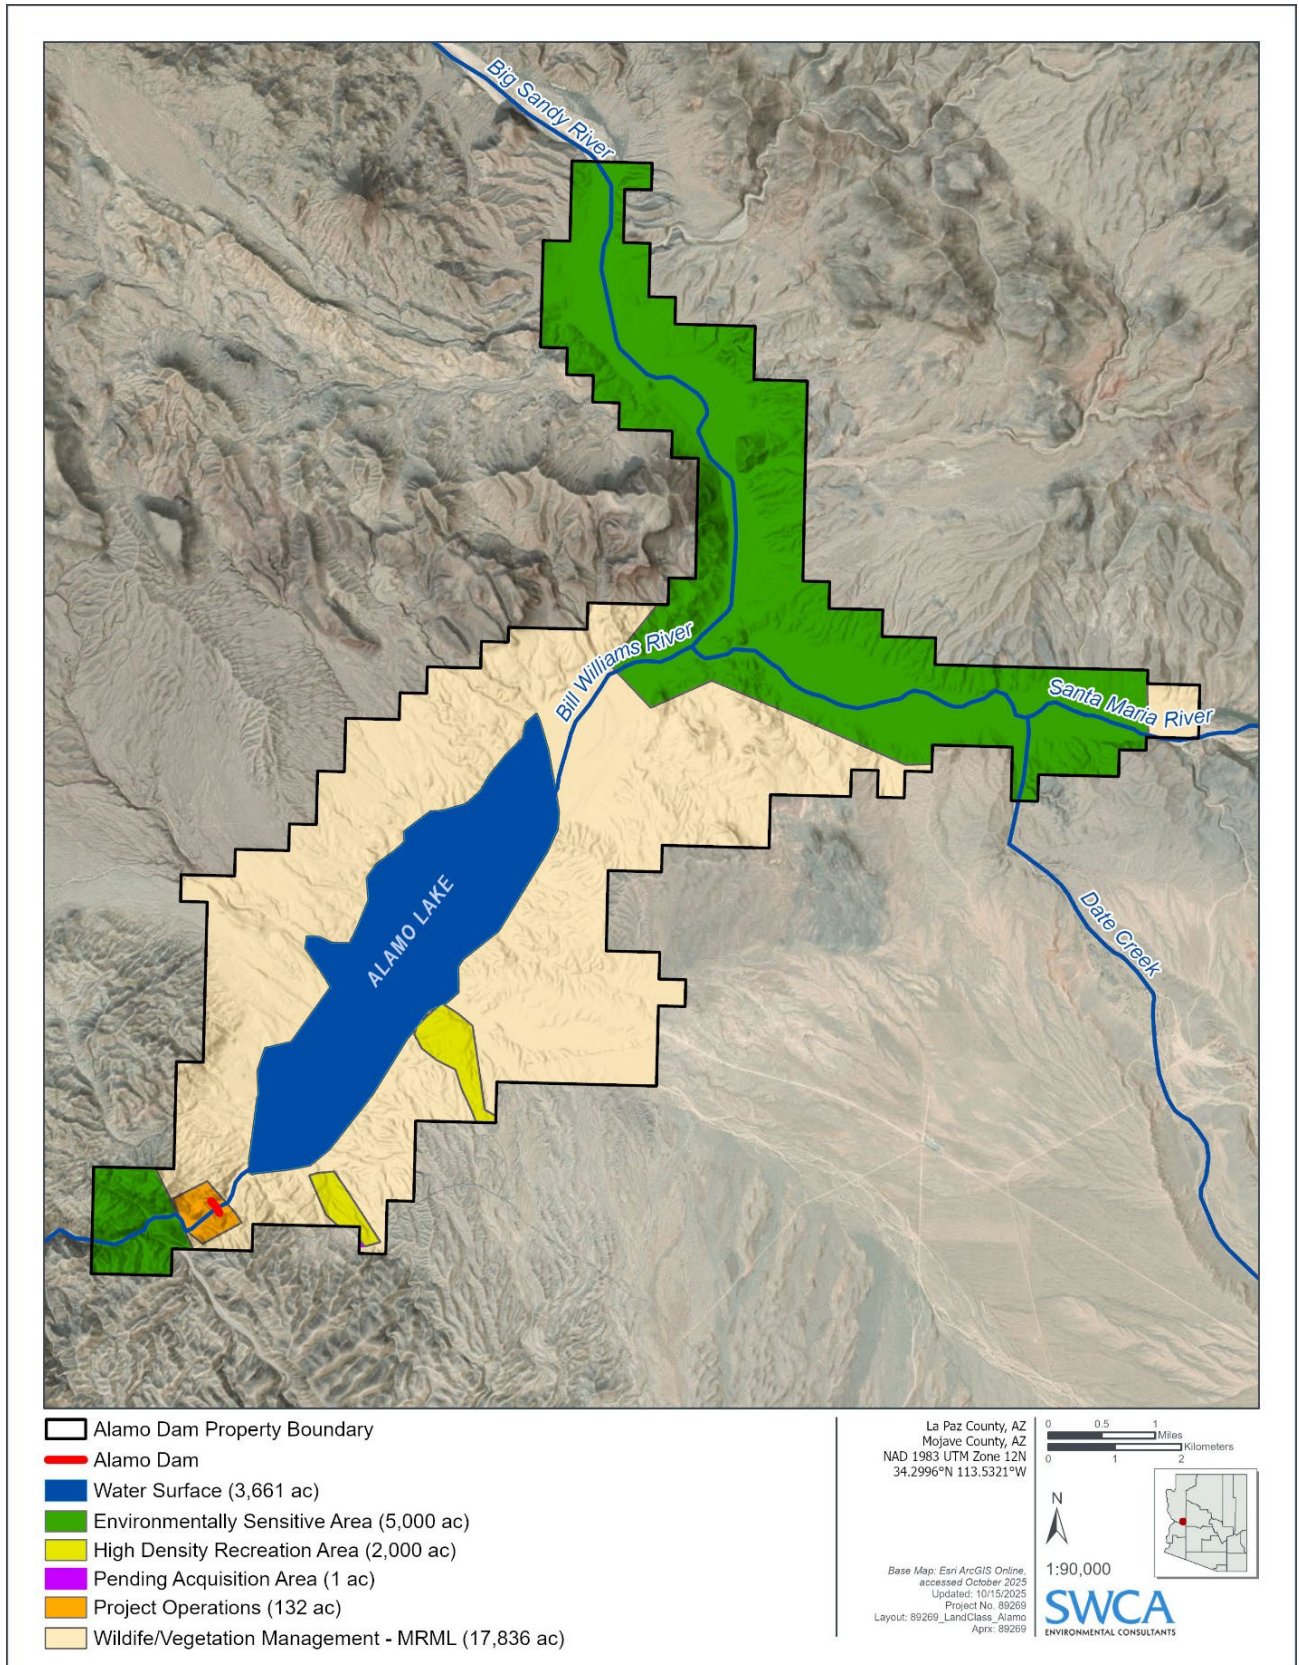 Big Sandy River
Bill Williams River
Santa Maria River
ALAMO LAKE
Date Creek
Alamo Dam Property Boundary
Alamo Dam
Water Surface (3,661 ac)
Environmentally Sensitive Area (5,000 ac)
High Density Recreation Area (2,000 ac)
Pending Acquisition Area (1 ac)
Project Operations (132 ac)
Wildife/Vegetation Management - MRML (17,836 ac)
La Paz County, AZ
Mojave County, AZ
NAD 1983 UTM Zone 12N
34.2996°N 113.5321°W
Base Map: Esri ArcGIS Online,
accessed October 2025
Updated: 10/15/2025
Project No. 89269
Layout: 89269_LandClass_Alamo
Aprx: 89269
0 0.5 1
Miles
Kilometers
0 1 2
N
1:90,000
SWCA
ENVIRONMENTAL CONSULTANTS